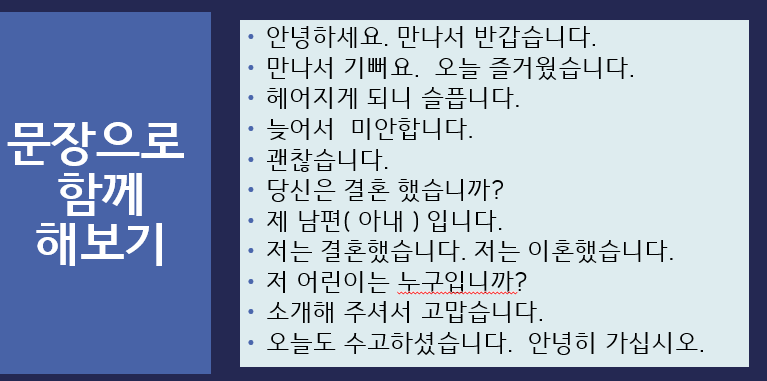 문장으로
함께
해보기
• 안녕하세요. 만나서 반갑습니다.
• 만나서 기뻐요.  오늘 즐거웠습니다.
• 헤어지게 되니 슬픕니다.
• 늦어서  미안합니다.
• 괜찮습니다.
• 당신은 결혼 했습니까?
• 제 남편( 아내 ) 입니다.
• 저는 결혼했습니다. 저는 이혼했습니다.
• 저 어린이는 누구입니까?
• 소개해 주셔서 고맙습니다.
• 오늘도 수고하셨습니다.  안녕히 가십시오.